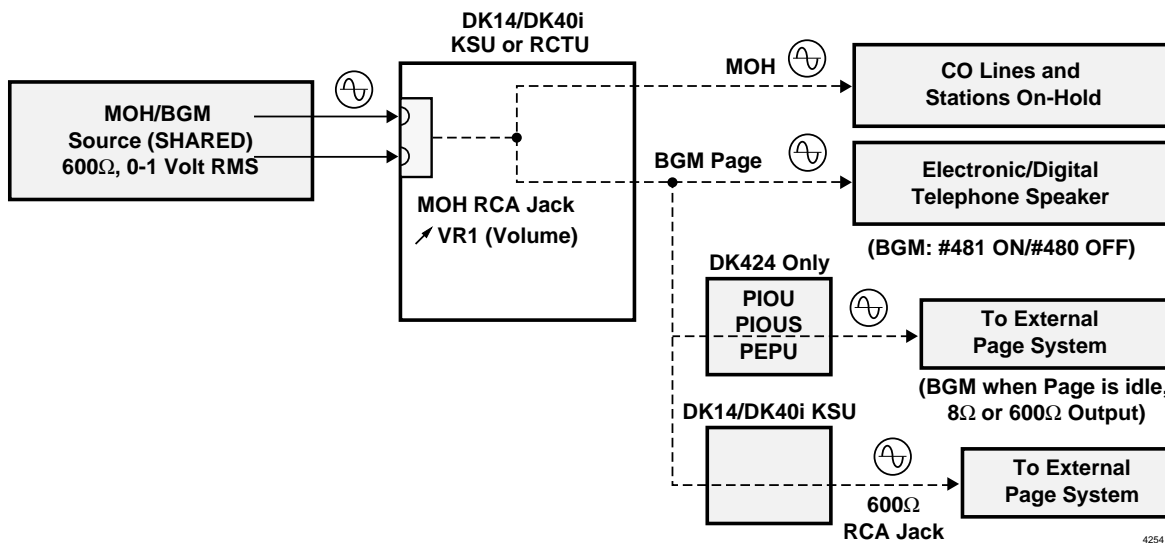 DK14/DK40i
KSU or RCTU
MOH/BGM
Source (SHARED)
600Ω, 0-1 Volt RMS
MOH RCA Jack
VR1 (Volume)
MOH
CO Lines and
Stations On-Hold
BGM Page
Electronic/Digital
Telephone Speaker
(BGM: #481 ON/#480 OFF)
DK424 Only
PIOU
PIOUS
PEPU
To External
Page System
(BGM when Page is idle,
8Ω or 600Ω Output)
DK14/DK40i KSU
600Ω
RCA Jack
To External
Page System
4254